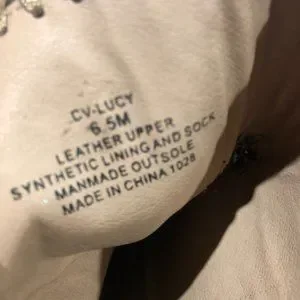 CV-LUCY
6.5M
LEATHER UPPER
SYNTHETIC LINING AND SOCK
MANMADE OUTSOLE
MADE IN CHINA 1028